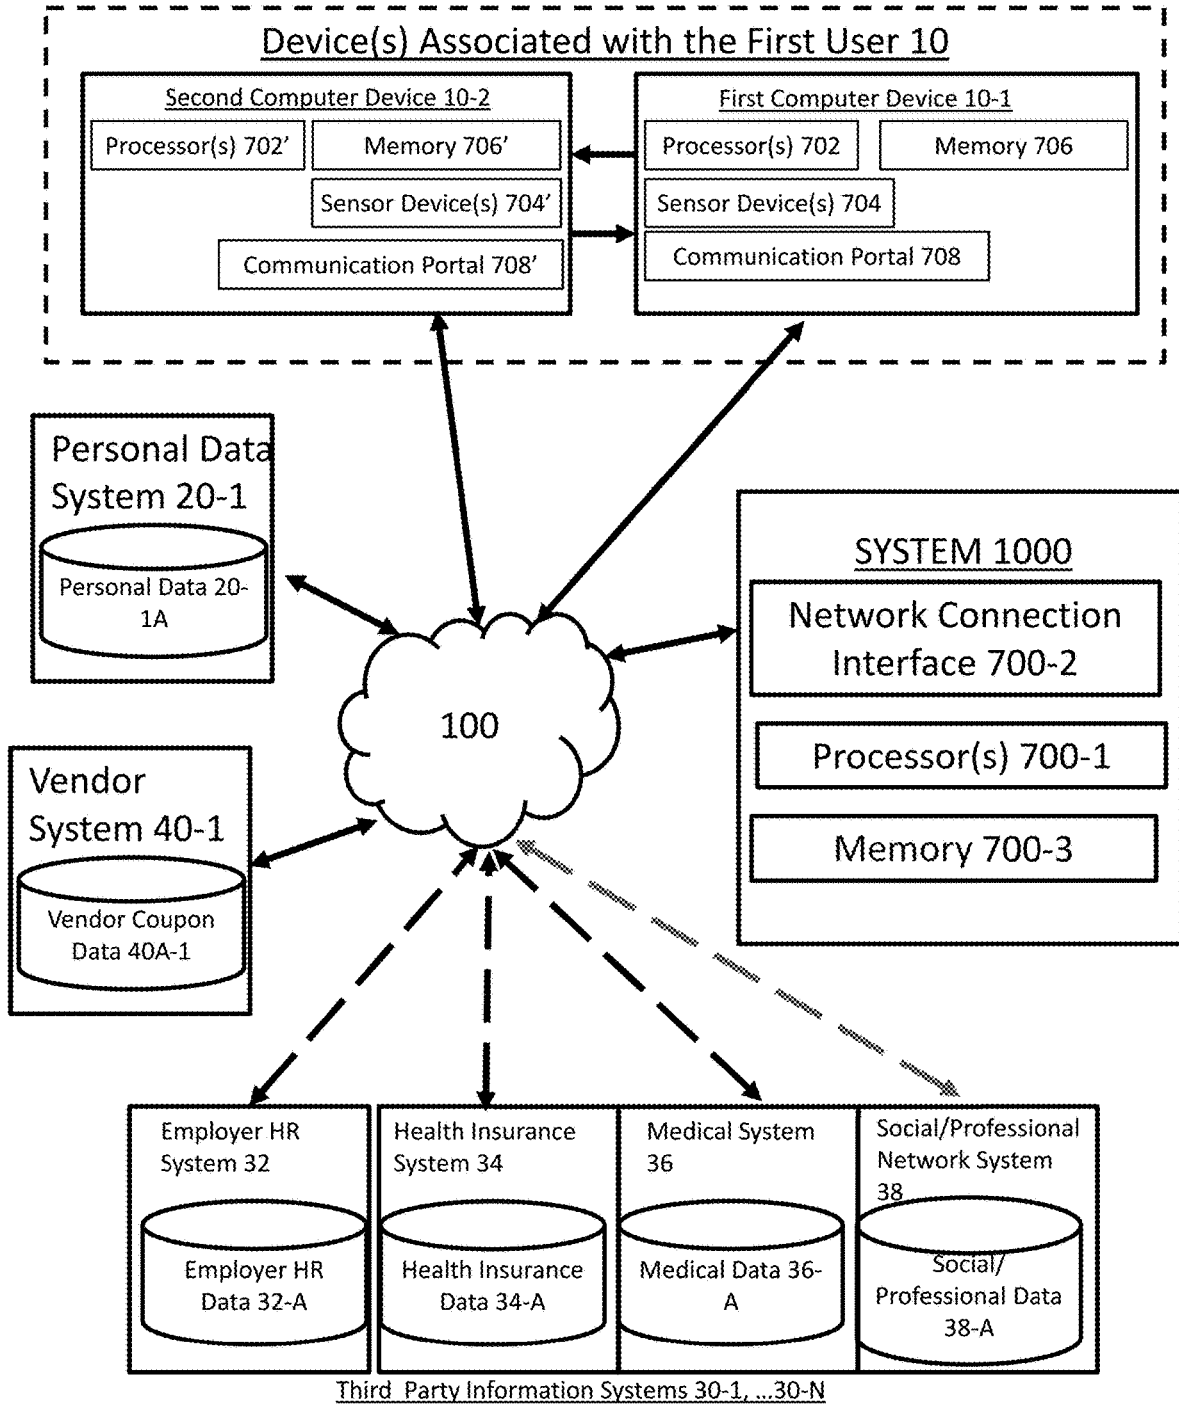 Device(s) Associated with the First User 10
Second Computer Device 10-2
Processor(s) 702’
Memory 706’
Sensor Device(s) 704’
Communication Portal 708’
First Computer Device 10-1
Processor(s) 702
Memory 706
Sensor Device(s) 704
Communication Portal 708
Personal Data
System 20-1
Personal Data 20-
1A
SYSTEM 1000
Network Connection
Interface 700-2
Processor(s) 700-1
Memory 700-3
100
Vendor
System 40-1
Vendor Coupon
Data 40A-1
Employer HR
System 32
Employer HR
Data 32-A
Health Insurance
System 34
Health Insurance
Data 34-A
Medical System
36
Medical Data 36-
A
Social/Professional
Network System
38
Social/
Professional Data
38-A
Third Party Information Systems 30-1, ...30-N